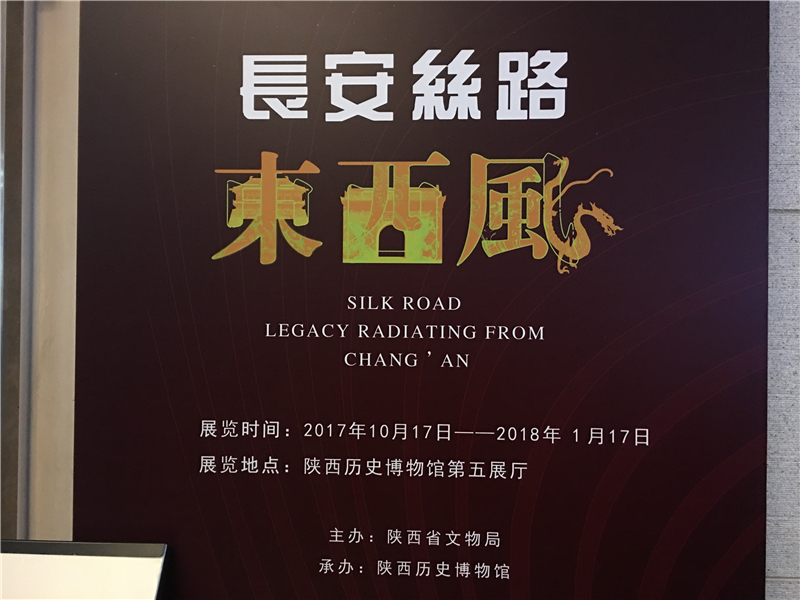 長安絲路
東西風
SILK ROAD
LEGACY RADIATING FROM
CHANG'AN
展览时间：2017年10月17日——2018年 1月17日
展览地点：陕西历史博物馆第五展厅
主办：陕西省文物局
承办：陕西历史博物馆